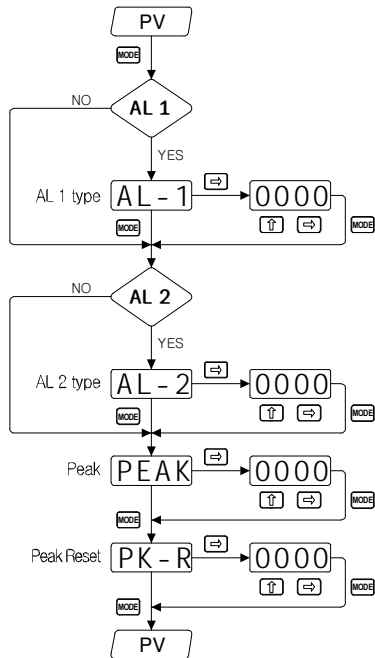 PV
MODE
NO
AL 1
YES
AL 1 type
AL-1
⇨
0000
MODE
⇧ ⇨
MODE
NO
AL 2
YES
AL 2 type
AL-2
⇨
0000
MODE
⇧ ⇨
MODE
Peak
PEAK
⇨
0000
⇧ ⇨
MODE
MODE
Peak Reset
PK-R
⇨
0000
⇧ ⇨
MODE
MODE
PV